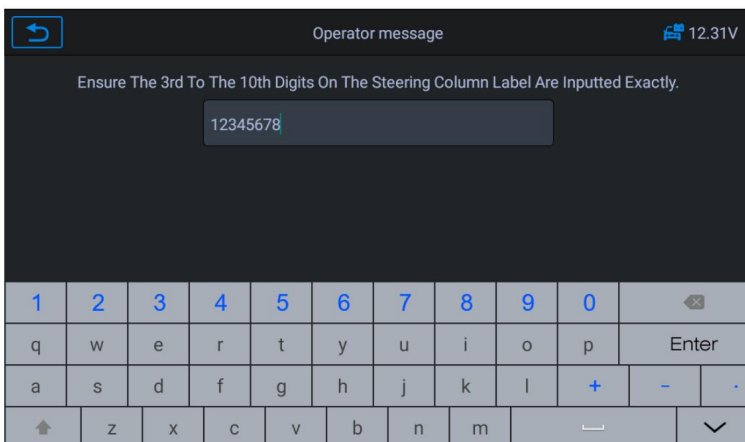 Operator message
12.31V
Ensure The 3rd To The 10th Digits On The Steering Column Label Are Inputted Exactly.
12345678
1 2 3 4 5 6 7 8 9 0
q w e r t y u i o p Enter
a s d f g h j k l + - .
z x c v b n m